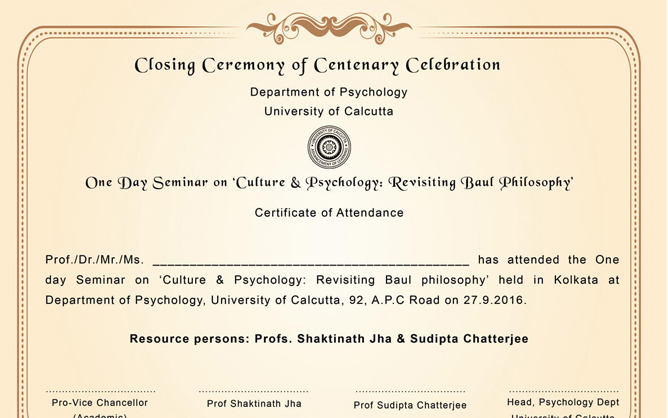 Closing Ceremony of Centenary Celebration
Department of Psychology
University of Calcutta
One Day Seminar on ‘Culture & Psychology: Revisiting Baul Philosophy’
Certificate of Attendance
Prof./Dr./Mr./Ms. __________________________________________ has attended the One
day Seminar on ‘Culture & Psychology: Revisiting Baul philosophy’ held in Kolkata at
Department of Psychology, University of Calcutta, 92, A.P.C Road on 27.9.2016.
Resource persons: Profs. Shaktinath Jha & Sudipta Chatterjee
Pro-Vice Chancellor
(Academic)
Prof Shaktinath Jha
Prof Sudipta Chatterjee
Head, Psychology Dept
University of Calcutta